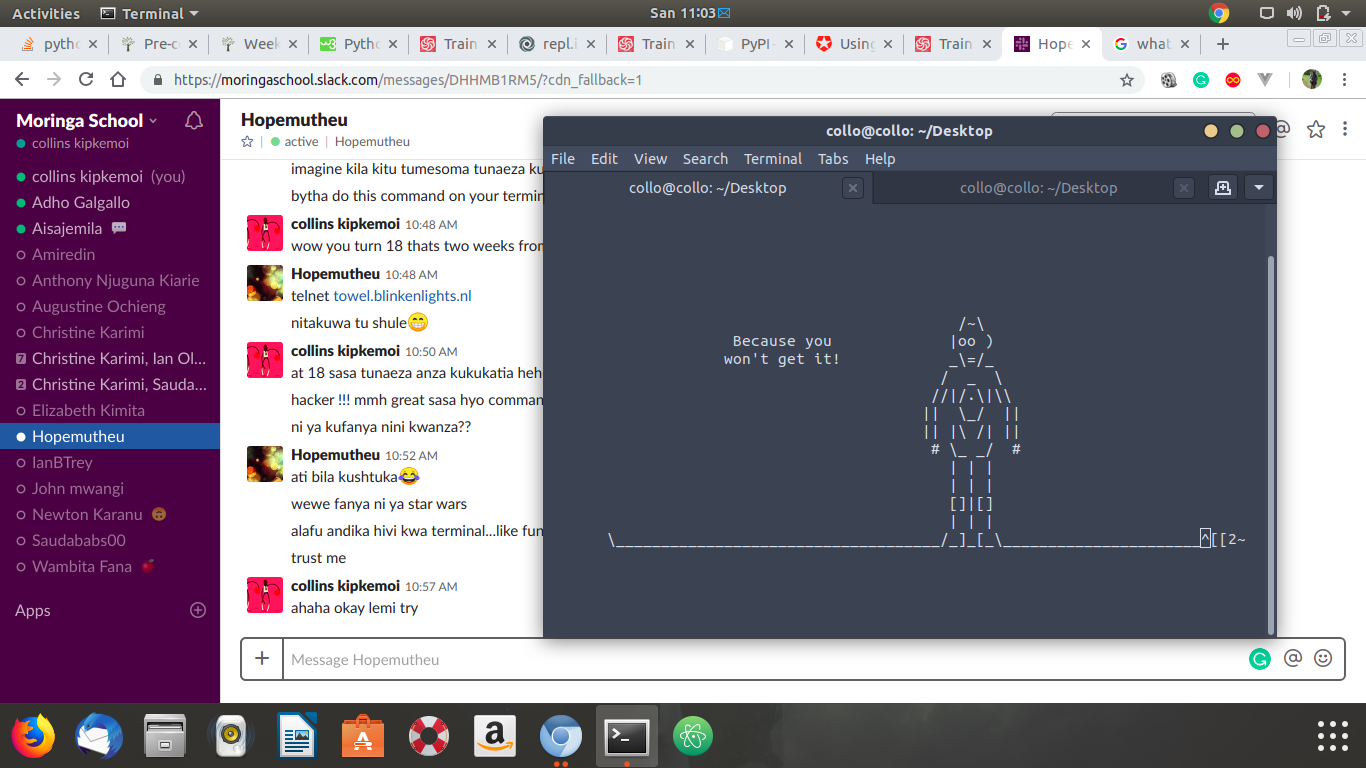 Activities
Terminal
San 11:03
pytho
Pre-c
Week
Pytho
Train
repl.i
Train
PyPI-
Using
Train
Hope
what
https://moringaschool.slack.com/messages/DHHMB1RM5/?cdn_fallback=1
Moringa School
collins kipkemoi
collins kipkemoi (you)
Adho Galgallo
Aisajemila
Amiredin
Anthony Njuguna Kiarie
Augustine Ochieng
Christine Karimi
7 Christine Karimi, Ian Ol...
2 Christine Karimi, Sauda...
Elizabeth Kimita
Hopemutheu
IanBTrey
John mwangi
Newton Karanu
Saudababs00
Wambita Fana
Apps
Hopemutheu
active | Hopemutheu
imagine kila kitu tumesoma tunaeza ku
bytha do this command on your termin
collins kipkemoi 10:48 AM
wow you turn 18 thats two weeks from
Hopemutheu 10:48 AM
telnet towel.blinkenlights.nl
nitakuwa tu shule😁
collins kipkemoi 10:50 AM
at 18 sasa tunaeza anza kukukatia heh
hacker !!! mmh great sasa hyo comman
ni ya kufanya nini kwanza??
Hopemutheu 10:52 AM
ati bila kushtuka😂
wewe fanya ni ya star wars
alafu andika hivi kwa terminal...like fun
trust me
collins kipkemoi 10:57 AM
ahaha okay lemi try
Message Hopemutheu
collo@collo: ~/Desktop
File Edit View Search Terminal Tabs Help
collo@collo: ~/Desktop
collo@collo: ~/Desktop
Because you
won't get it!
^[[2~